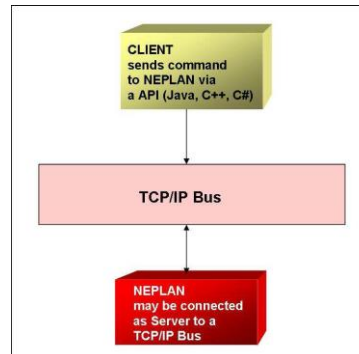 CLIENT
sends command
to NEPLAN via
a API (Java, C++, C#)
TCP/IP Bus
NEPLAN
may be connected
as Server to a
TCP/IP Bus